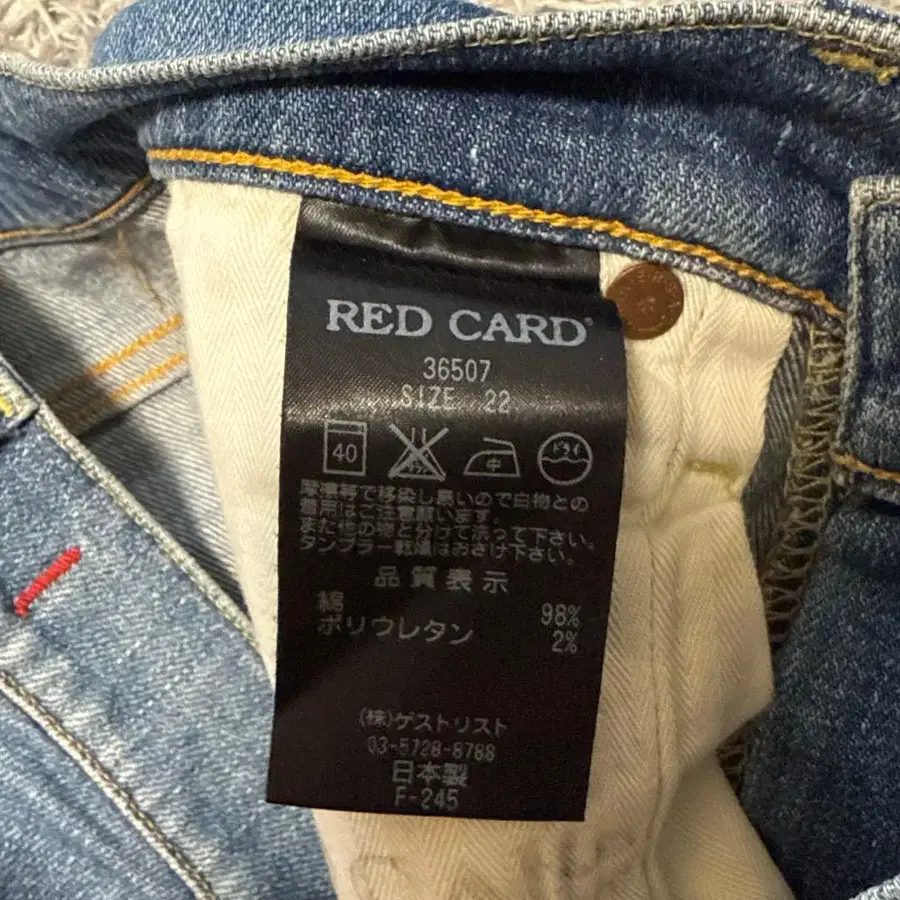 RED CARD
36507
SIZE 22
40 中 ドライ
摩擦等で移染し易いので白物との
着用はご注意願います。
また他の物と分けて洗って下さい。
タンブラー乾燥はおさけ下さい。
品質表示
綿 98%
ポリウレタン 2%
(株)ゲストリスト
03-5728-8788
日本製
F-245